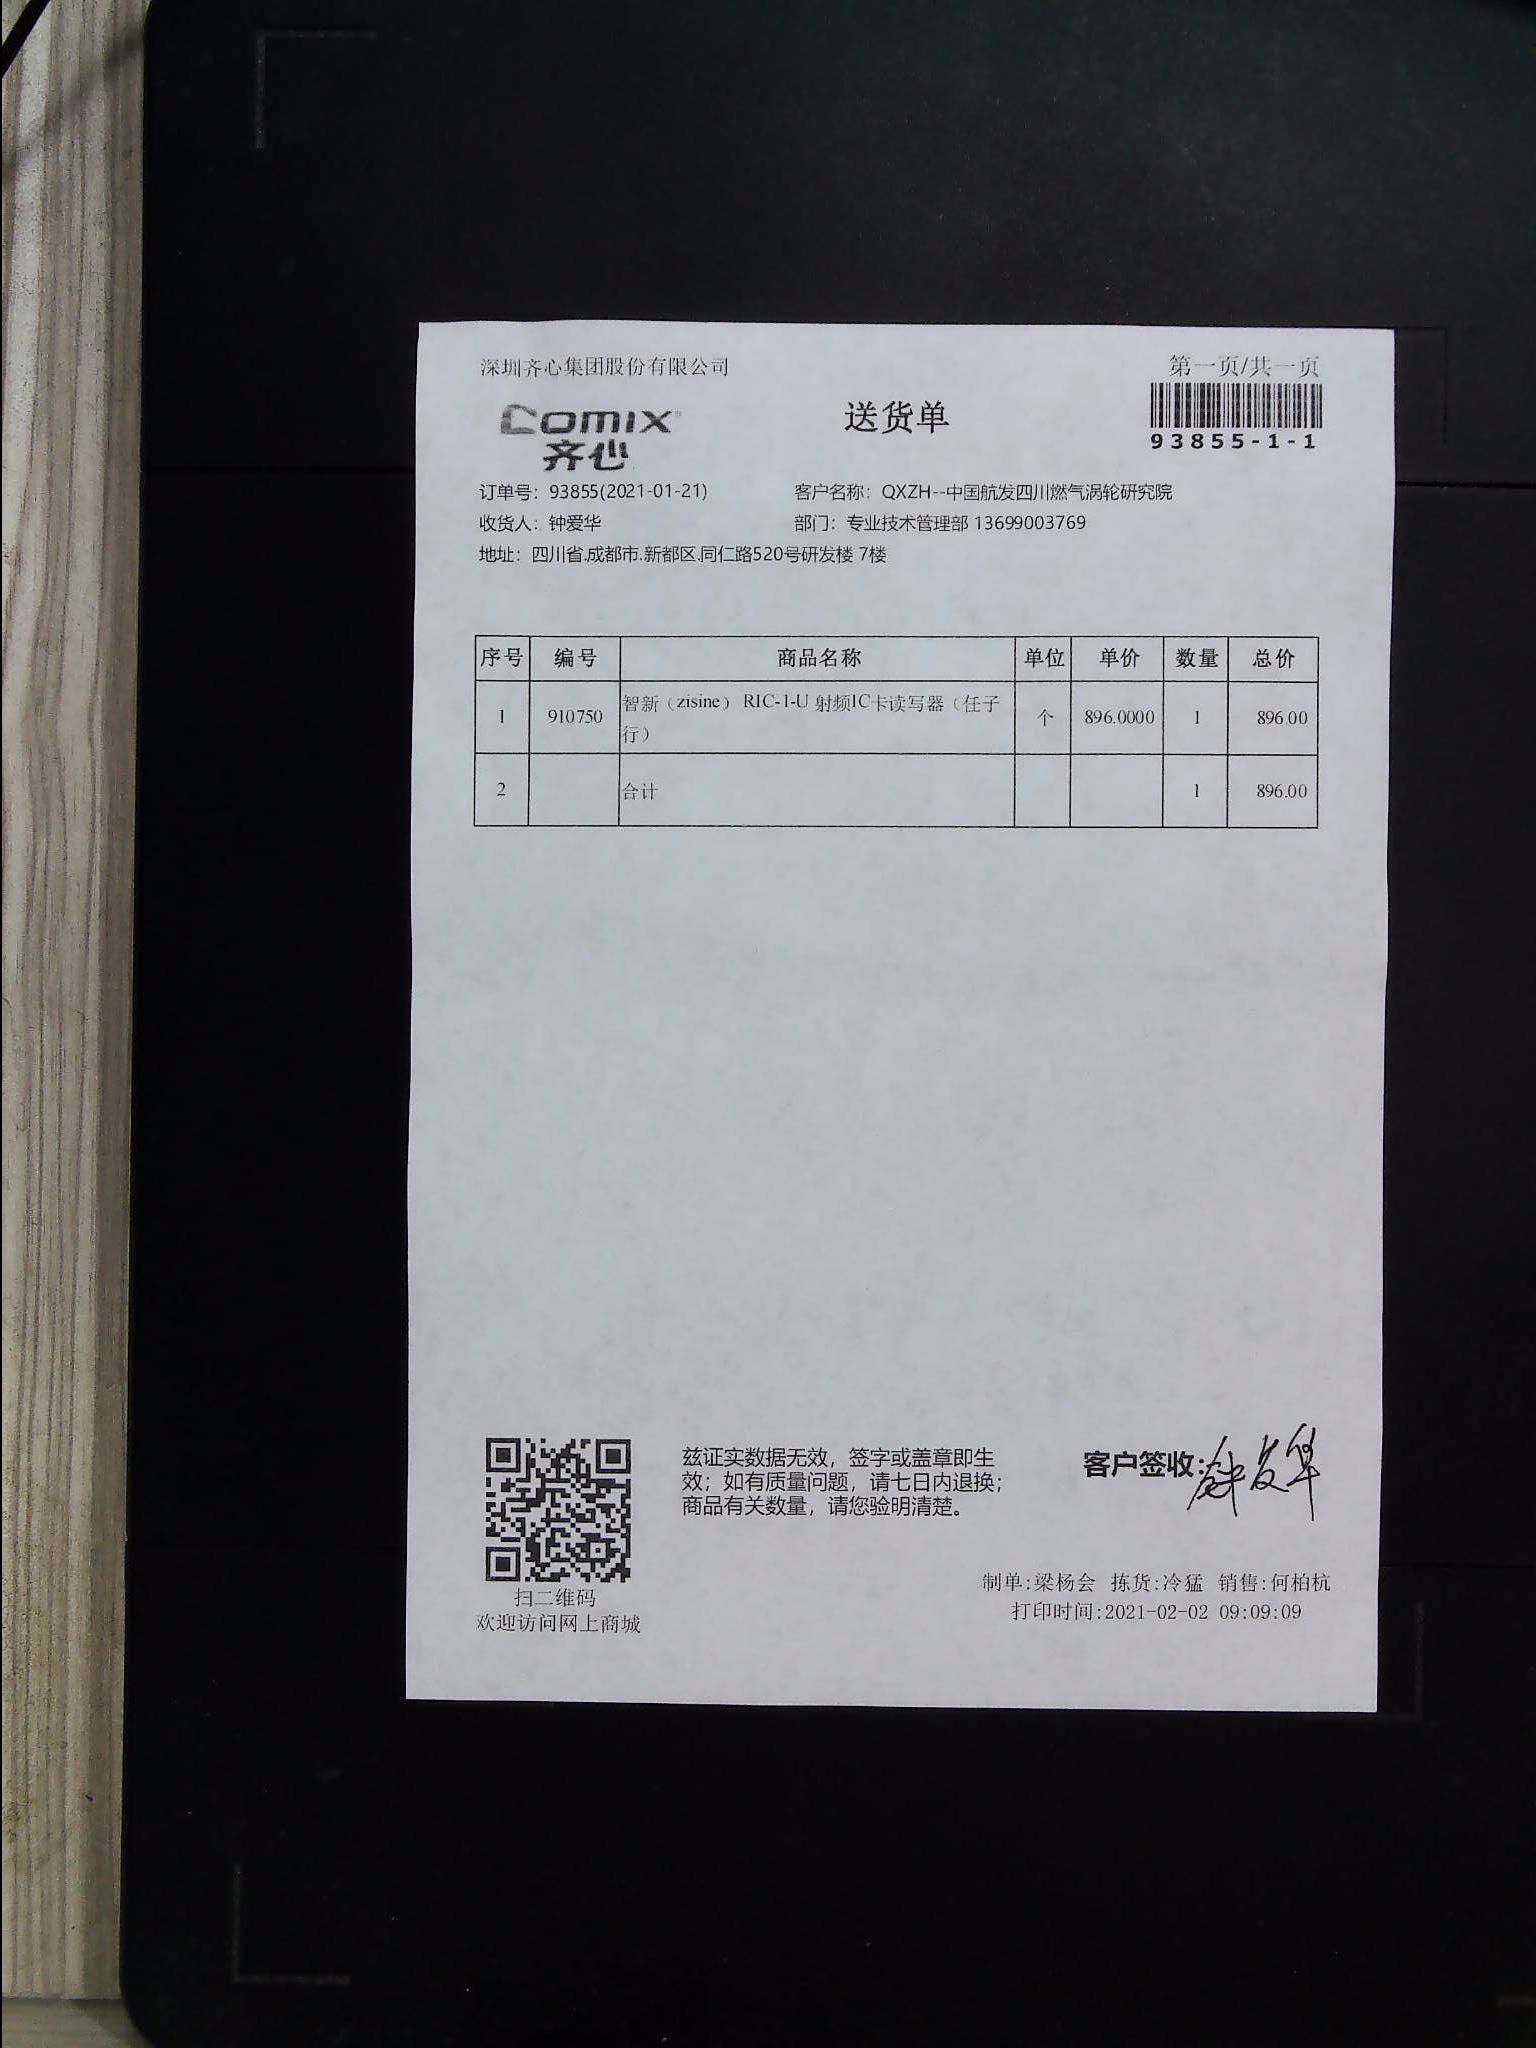 深圳齐心集团股份有限公司
第一页/共一页
comix
齐心
送货单
93855-1-1
订单号：93855(2021-01-21)
客户名称：QXZH--中国航发四川燃气涡轮研究院
收货人：钟爱华
部门：专业技术管理部 13699003769
地址：四川省.成都市.新都区.同仁路520号研发楼 7楼
序号 编号 商品名称 单位 单价 数量 总价
1 910750 智新（zisine）RIC-1-U 射频IC卡读写器（任子行） 个 896.0000 1 896.00
2 合计 1 896.00
兹证实数据无效，签字或盖章即生
效；如有质量问题，请七日内退换；
商品有关数量，请您验明清楚。
客户签收：钟爱华
扫二维码
欢迎访问网上商城
制单:梁杨会 拣货:冷猛 销售:何柏杭
打印时间:2021-02-02 09:09:09